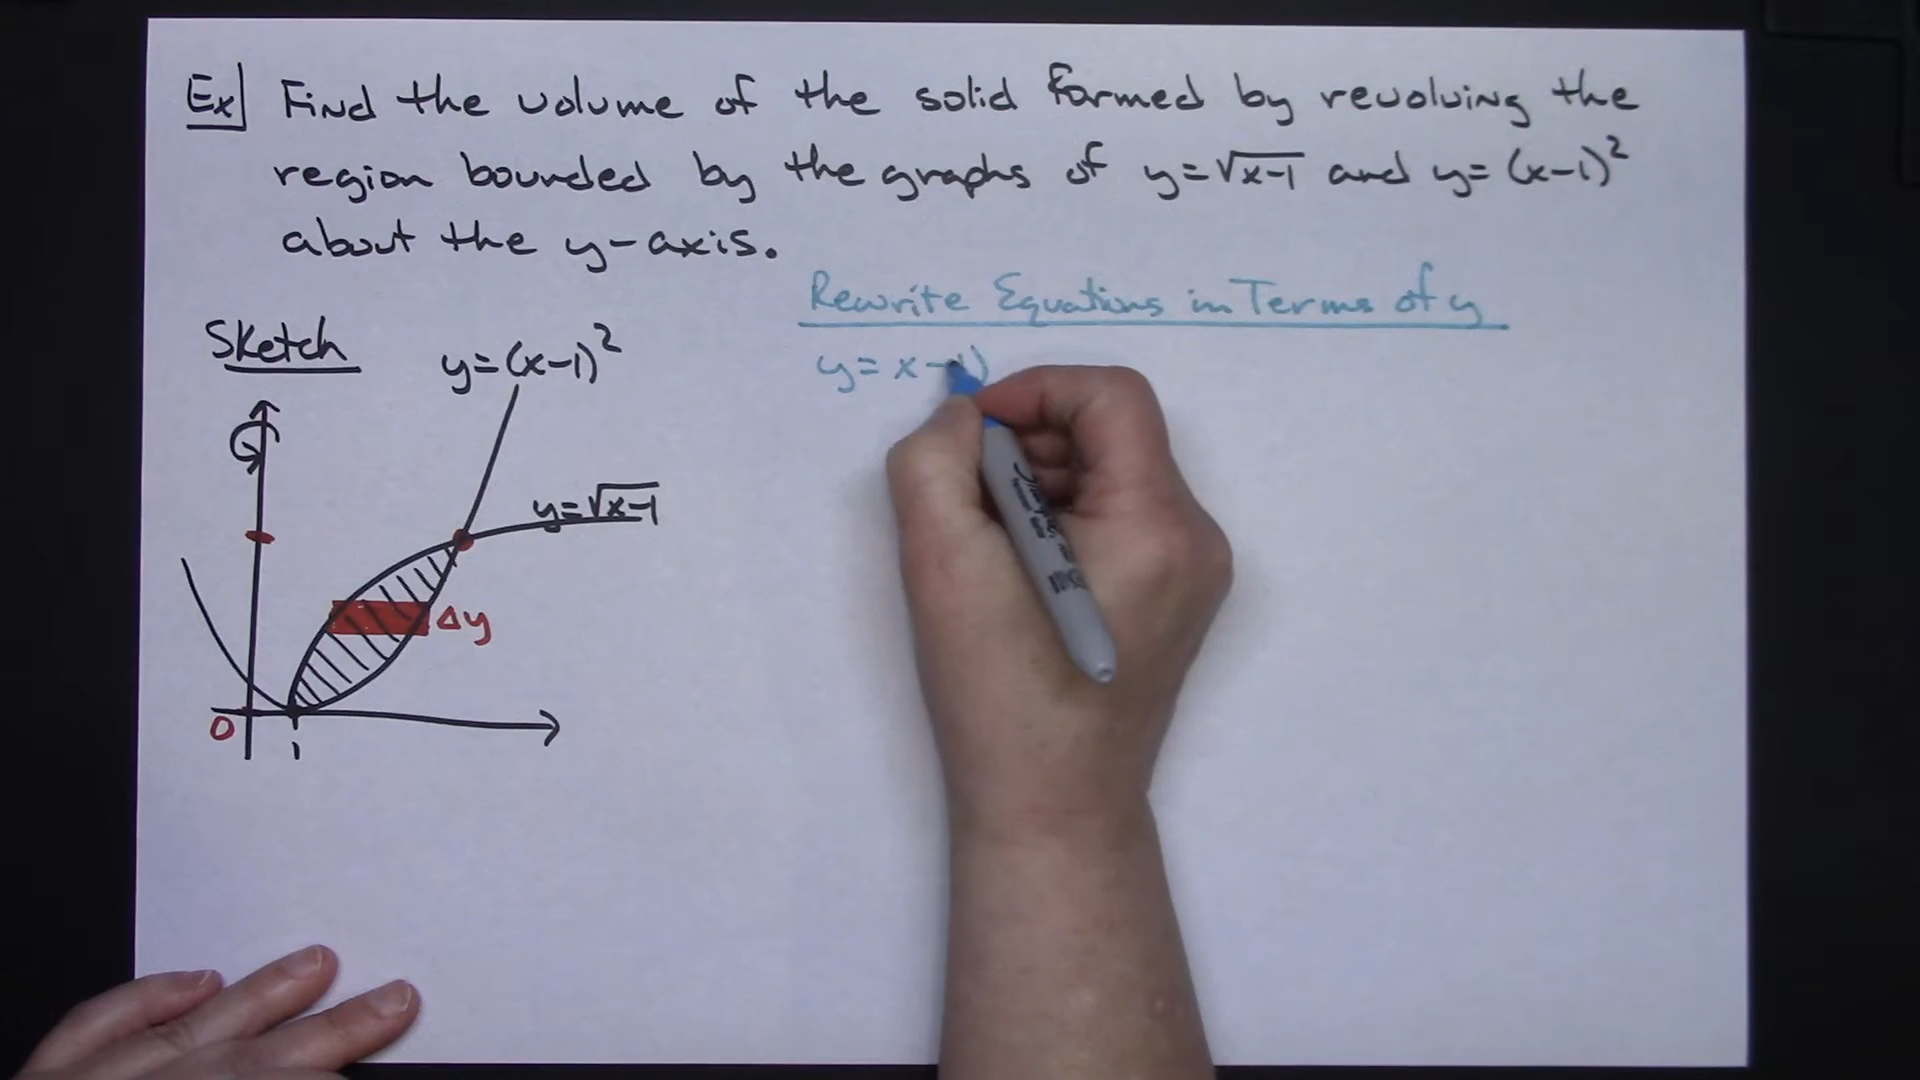 Ex Find the volume of the solid formed by revolving the
region bounded by the graphs of y=√x-1 and y=(x-1)²
about the y-axis.
Rewrite Equations in Terms of y
Sketch
y=(x-1)²
y= x-
y=√x-1
Δy
0
1